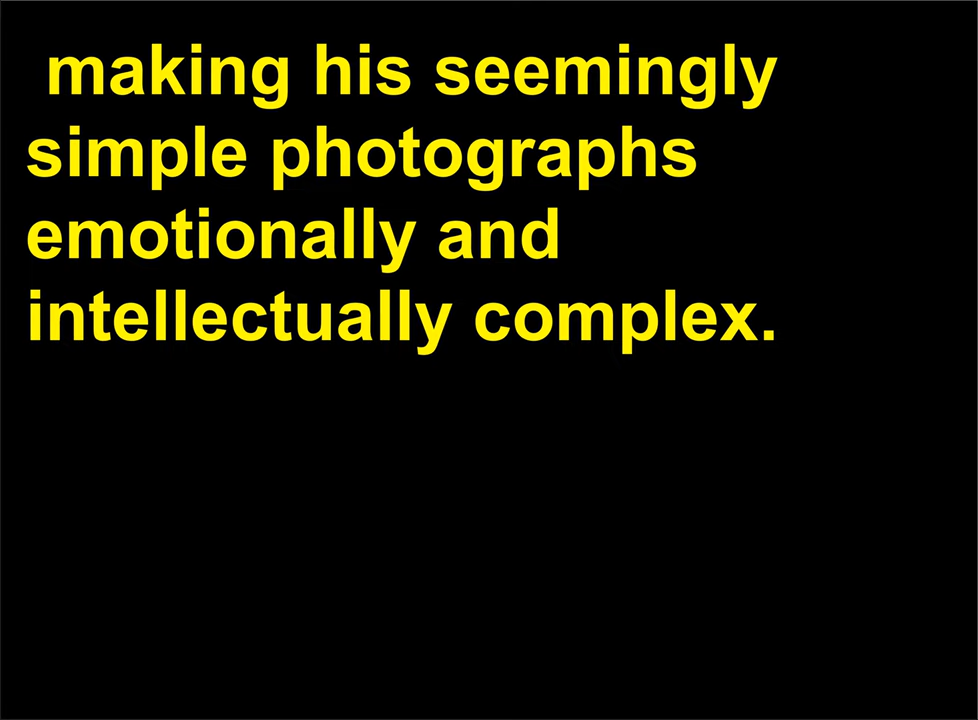 making his seemingly
simple photographs
emotionally and
intellectually complex.